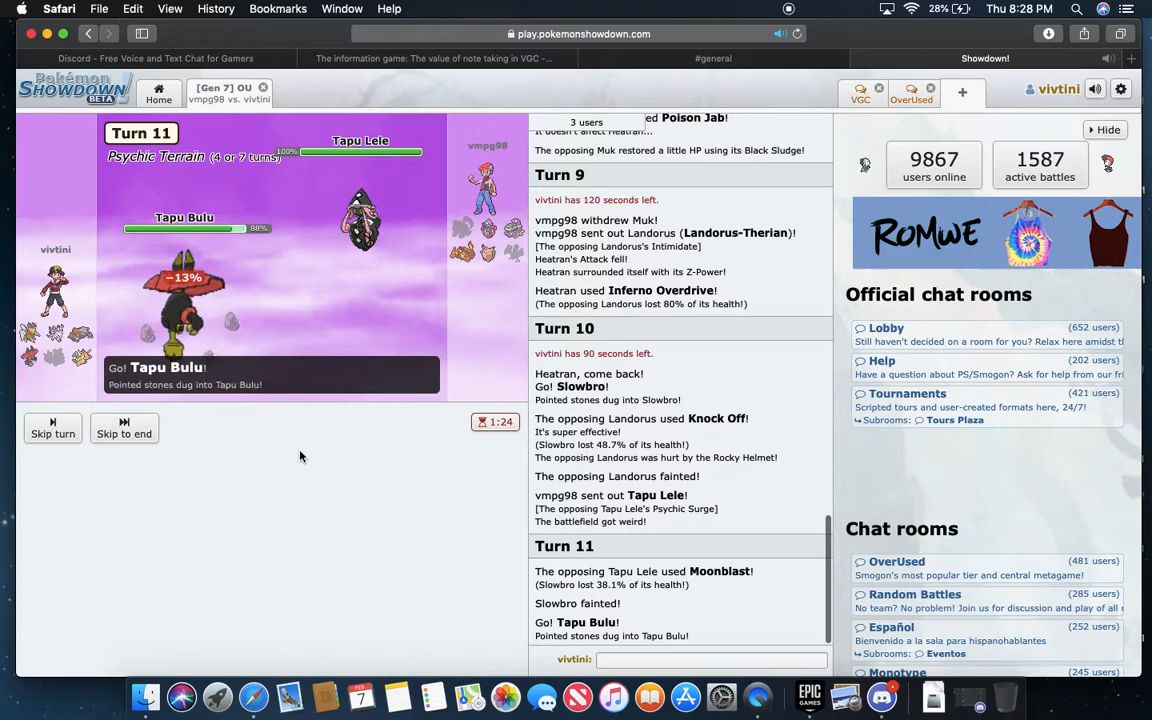 Safari File Edit View History Bookmarks Window Help 28% Thu 8:28 PM
play.pokemonshowdown.com
Discord - Free Voice and Text Chat for Gamers The information game: The value of note taking in VGC -... #general Showdown!
Pokémon
SHOWDOWN!
BETA
Home
[Gen 7] OU
vmpg98 vs. vivtini
VGC
OverUsed
+
vivtini
Turn 11
Psychic Terrain (4 or 7 turns)
Tapu Lele
100%
vmpg98
Tapu Bulu
88%
vivtini
-13%
Go! Tapu Bulu!
Pointed stones dug into Tapu Bulu!
Skip turn
Skip to end
1:24
3 users
ed Poison Jab!
It doesn't affect Heatran...
The opposing Muk restored a little HP using its Black Sludge!
Turn 9
vivtini has 120 seconds left.
vmpg98 withdrew Muk!
vmpg98 sent out Landorus (Landorus-Therian)!
[The opposing Landorus's Intimidate]
Heatran's Attack fell!
Heatran surrounded itself with its Z-Power!
Heatran used Inferno Overdrive!
(The opposing Landorus lost 80% of its health!)
Turn 10
vivtini has 90 seconds left.
Heatran, come back!
Go! Slowbro!
Pointed stones dug into Slowbro!
The opposing Landorus used Knock Off!
It's super effective!
(Slowbro lost 48.7% of its health!)
The opposing Landorus was hurt by the Rocky Helmet!
The opposing Landorus fainted!
vmpg98 sent out Tapu Lele!
[The opposing Tapu Lele's Psychic Surge]
The battlefield got weird!
Turn 11
The opposing Tapu Lele used Moonblast!
(Slowbro lost 38.1% of its health!)
Slowbro fainted!
Go! Tapu Bulu!
Pointed stones dug into Tapu Bulu!
vivtini:
Hide
9867
users online
1587
active battles
ROMWE
Official chat rooms
Lobby (652 users)
Still haven't decided on a room for you? Relax here amidst t
Help (202 users)
Have a question about PS/Smogon? Ask for help from our fri
Tournaments (421 users)
Scripted tours and user-created formats here, 24/7!
Subrooms: Tours Plaza
Chat rooms
OverUsed (481 users)
Smogon's most popular tier and central metagame!
Random Battles (285 users)
No team? No problem! Join us for discussion and play of all r
Español (252 users)
Bienvenido a la sala para hispanohablantes
Subrooms: Eventos
Monotype (245 users)
FEB
7
EPIC
GAMES